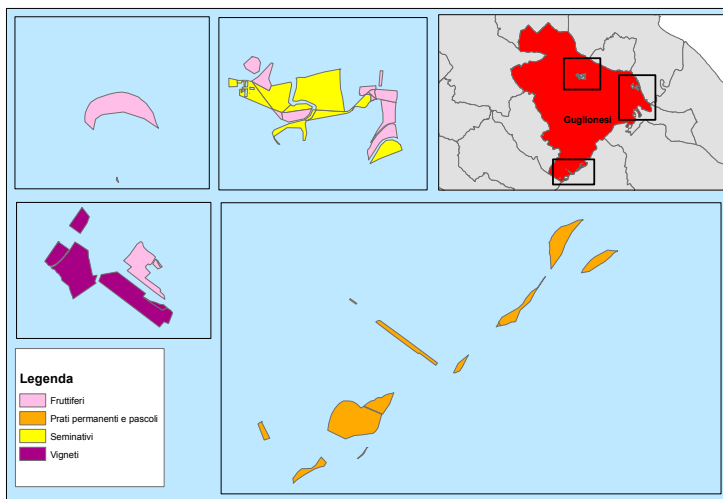 Guglionesi
Legenda
Fruttiferi
Prati permanenti e pascoli
Seminativi
Vigneti